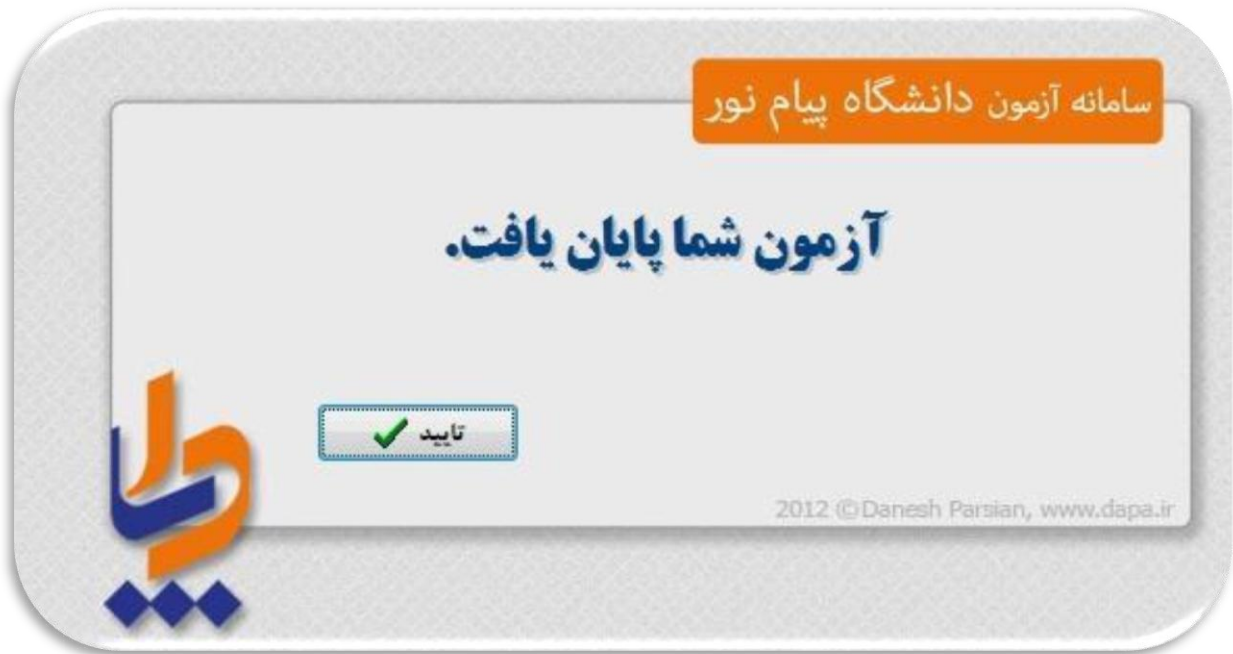 سامانه آزمون دانشگاه پیام نور
آزمون شما پایان یافت.
تایید
2012 © Danesh Parsian, www.dapa.ir